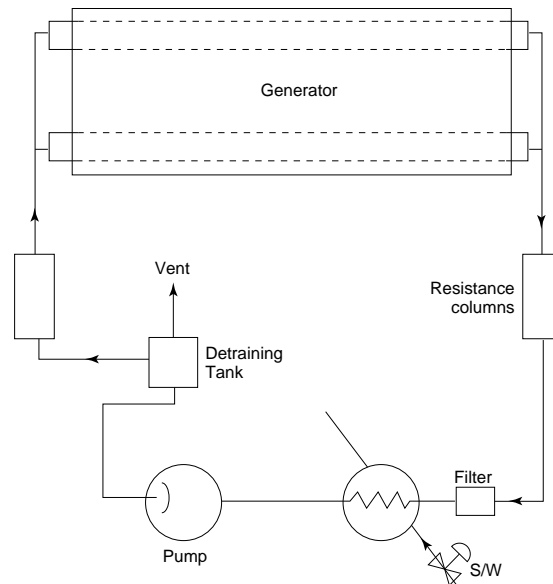 Generator
Vent
Resistance
columns
Detraining
Tank
Filter
Pump
S/W